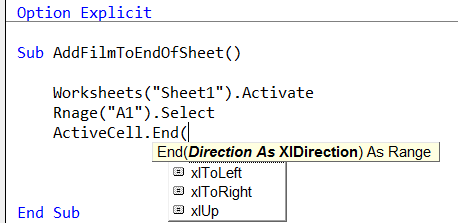 Option Explicit
Sub AddFilmToEndOfSheet()
Worksheets("Sheet1").Activate
Rnage("A1").Select
ActiveCell.End(
End(Direction As XlDirection) As Range
xlToLeft
xlToRight
xlUp
End Sub